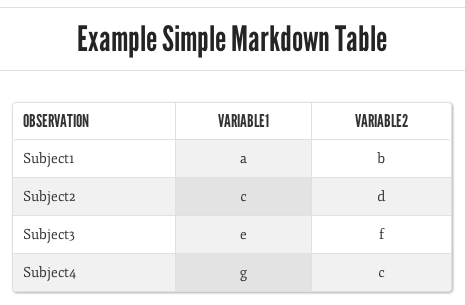 Example Simple Markdown Table
OBSERVATION VARIABLE1 VARIABLE2
Subject1 a b
Subject2 c d
Subject3 e f
Subject4 g c